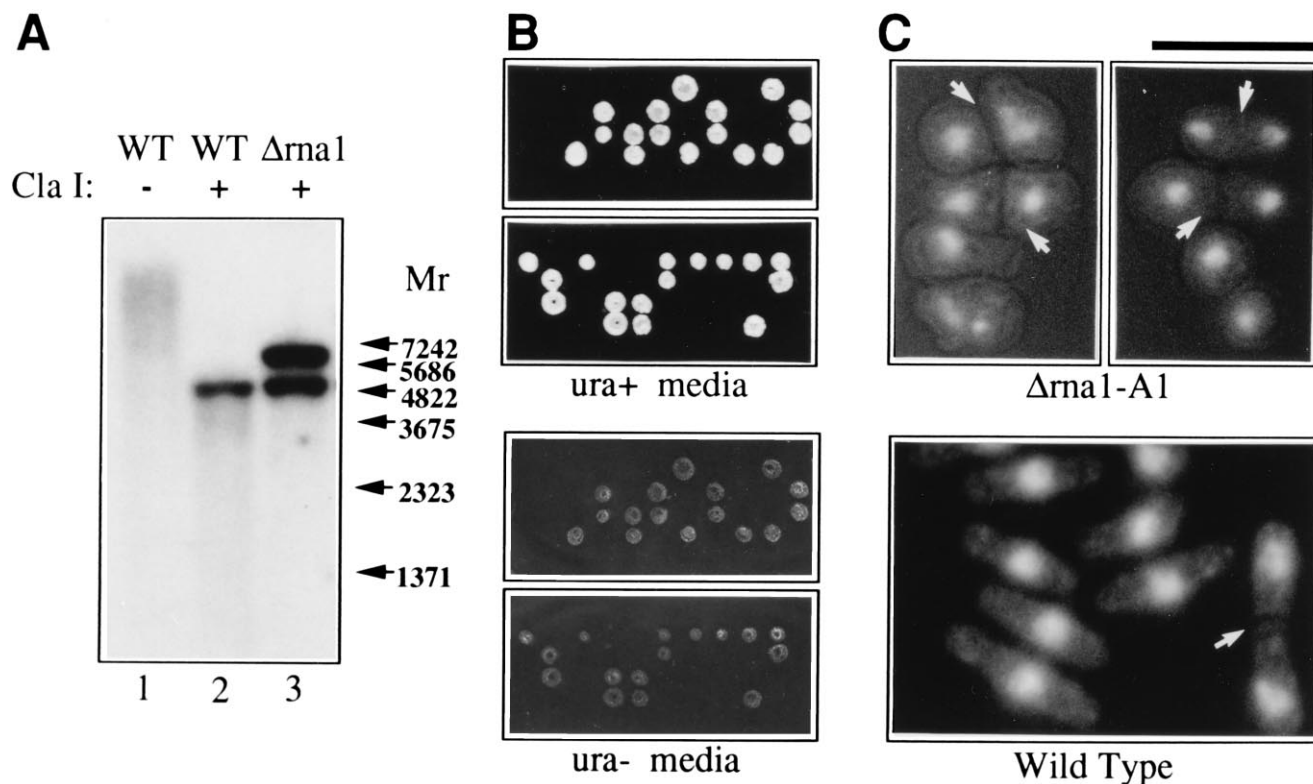 A
WT WT Δrna1
Cla I: - + +
Mr
7242
5686
4822
3675
2323
1371
1 2 3
B
ura+ media
ura- media
C
Δrna1-A1
Wild Type